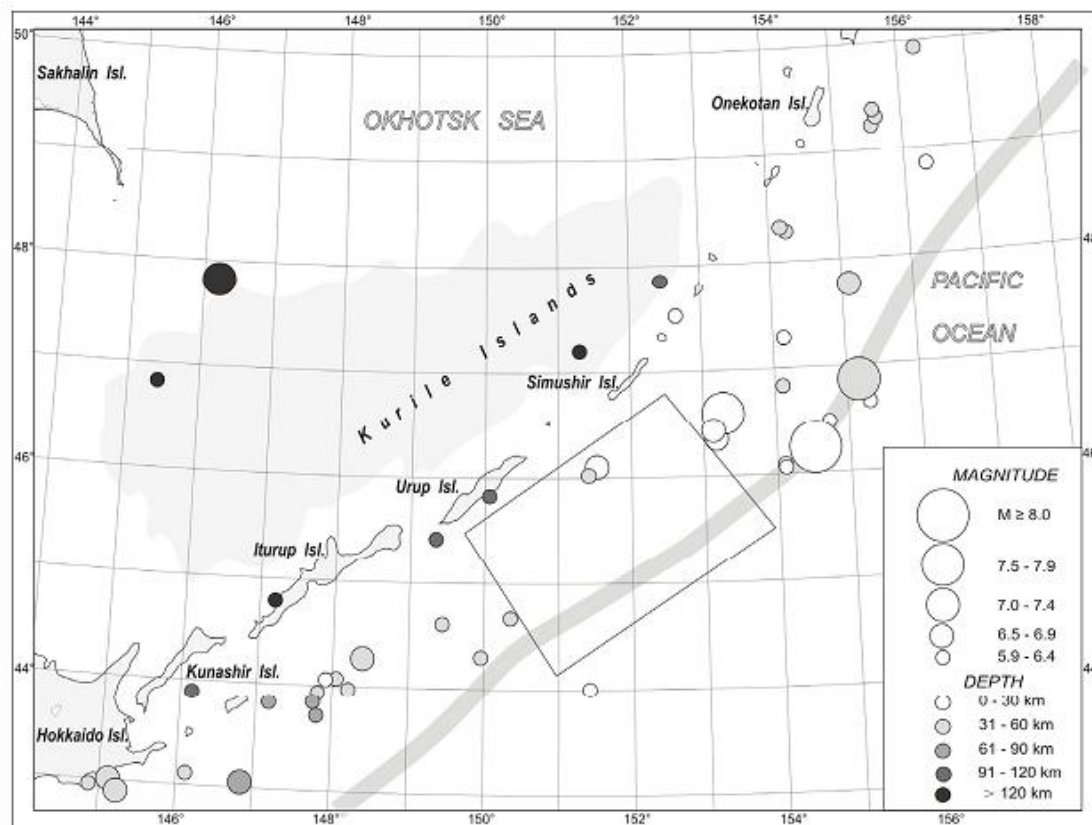 144° 146° 148° 150° 152° 154° 156° 158°
50°
Sakhalin Isl.
OKHOTSK SEA
Onekotan Isl.
48°
Kurile Islands
PACIFIC
OCEAN
Simushir Isl.
46°
Urup Isl.
Iturup Isl.
44°
Kunashir Isl.
Hokkaido Isl.
MAGNITUDE
M ≥ 8.0
7.5 - 7.9
7.0 - 7.4
6.5 - 6.9
5.9 - 6.4
DEPTH
0 - 30 km
31 - 60 km
61 - 90 km
91 - 120 km
> 120 km
146° 148° 150° 152° 154° 156°